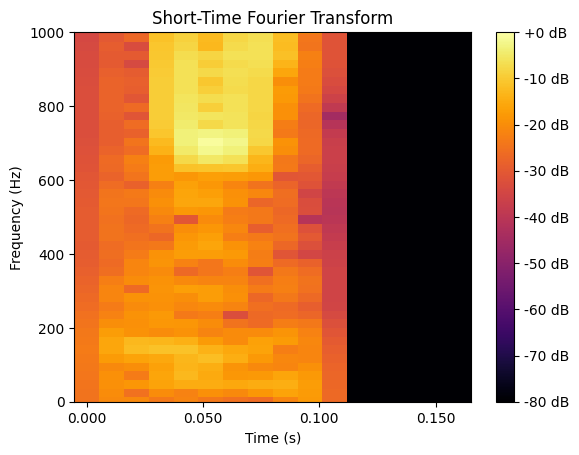 Short-Time Fourier Transform
1000
800
600
400
200
0
Frequency (Hz)
0.000
0.050
0.100
0.150
Time (s)
+0 dB
-10 dB
-20 dB
-30 dB
-40 dB
-50 dB
-60 dB
-70 dB
-80 dB